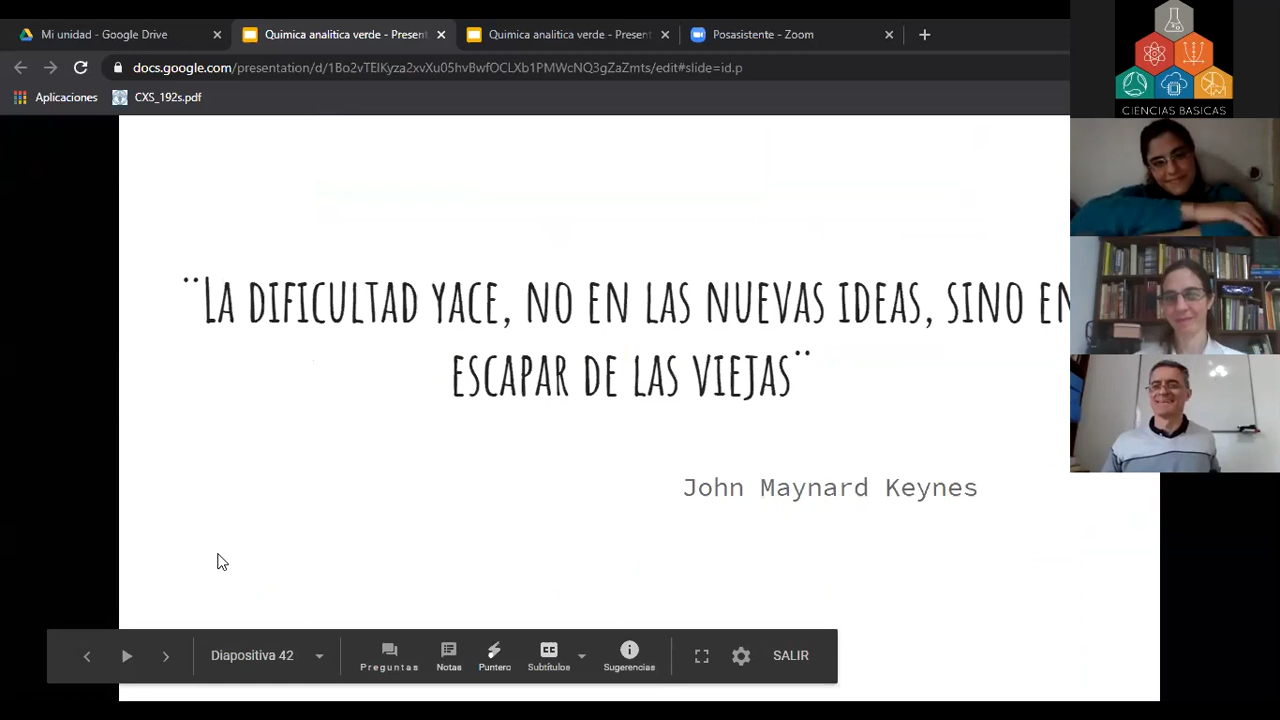 Mi unidad - Google Drive
Quimica analitica verde - Present
Quimica analitica verde - Present
Posasistente - Zoom
docs.google.com/presentation/d/1Bo2vTElKyza2xvXu05hvBwf9CLXb1PMWcNQ3gZaZmts/edit#slide=id.p
Aplicaciones
CXS_192s.pdf
CIENCIAS BASICAS
¨LA DIFICULTAD YACE, NO EN LAS NUEVAS IDEAS, SINO EN
ESCAPAR DE LAS VIEJAS¨
John Maynard Keynes
Diapositiva 42
Preguntas
Notas
Puntero
CC
Subtítulos
Sugerencias
SALIR